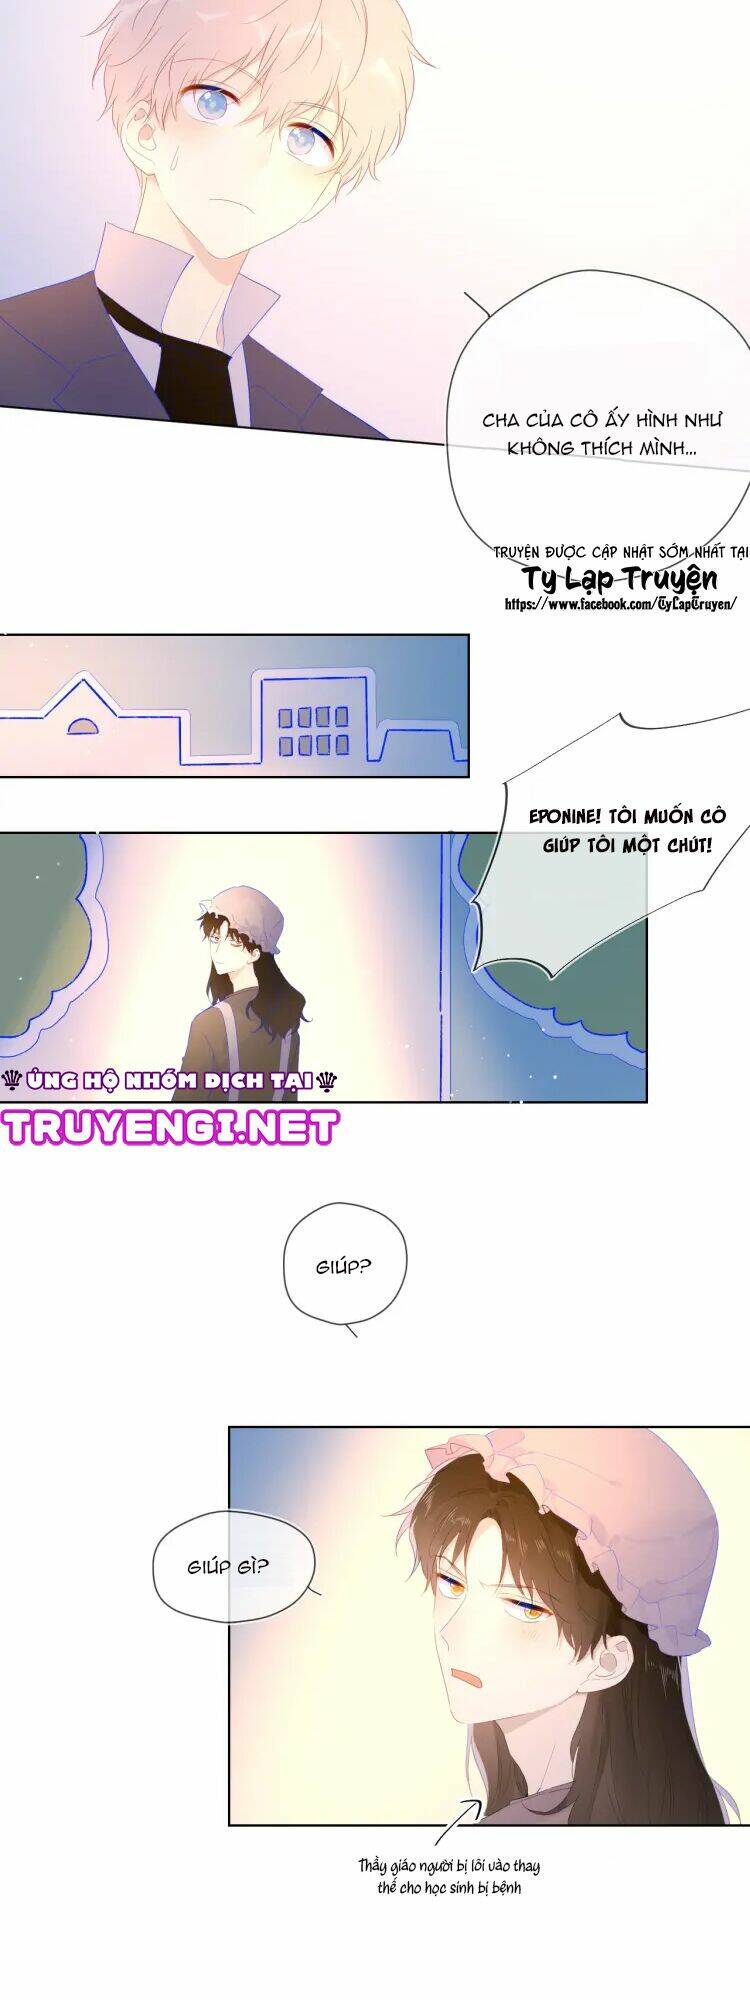 CHA CỦA CÔ ẤY HÌNH NHƯ
KHÔNG THÍCH MÌNH...
TRUYỆN ĐƯỢC CẬP NHẬT SỚM NHẤT TẠI
Ty Lạp Truyện
https://www.facebook.com/TyLapTruyen/
EPONINE! TÔI MUỐN CÔ
GIÚP TÔI MỘT CHÚT!
ỦNG HỘ NHÓM DỊCH TẠI
TRUYENGI.NET
GIÚP?
GIÚP GÌ?
Thầy giáo người bị lôi vào thay
thế cho học sinh bị bệnh